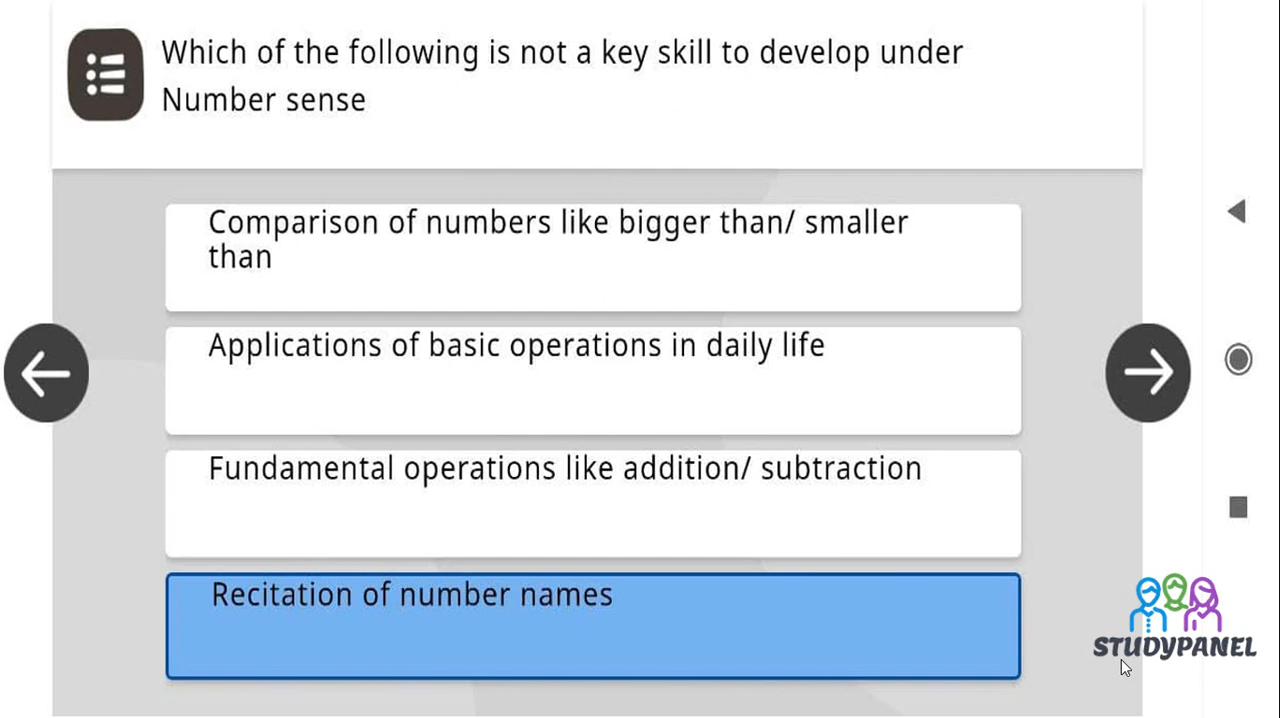 Which of the following is not a key skill to develop under
Number sense
Comparison of numbers like bigger than/ smaller
than
Applications of basic operations in daily life
Fundamental operations like addition/ subtraction
Recitation of number names
STUDYPANEL